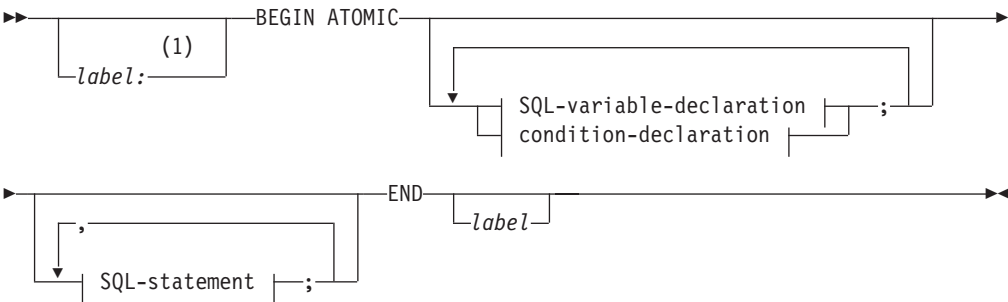 BEGIN ATOMIC
(1)
label:
SQL-variable-declaration ;
condition-declaration
END
label
,
SQL-statement ;